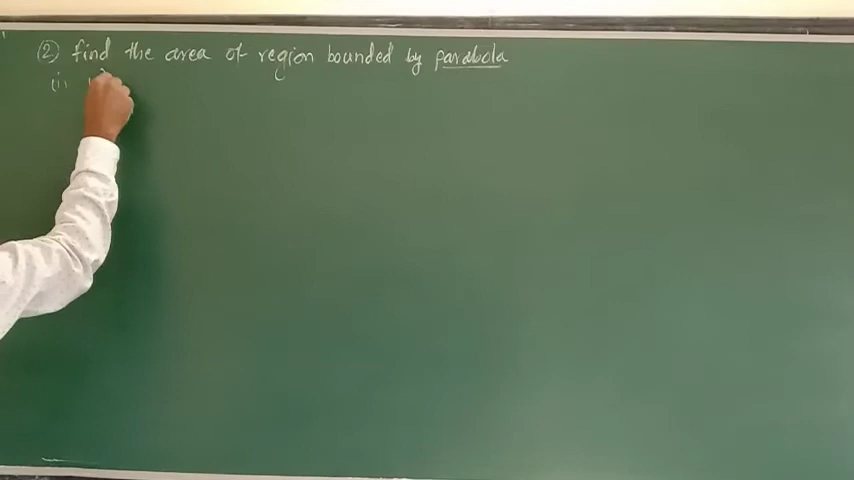 ② find the area of region bounded by parabola
(i)